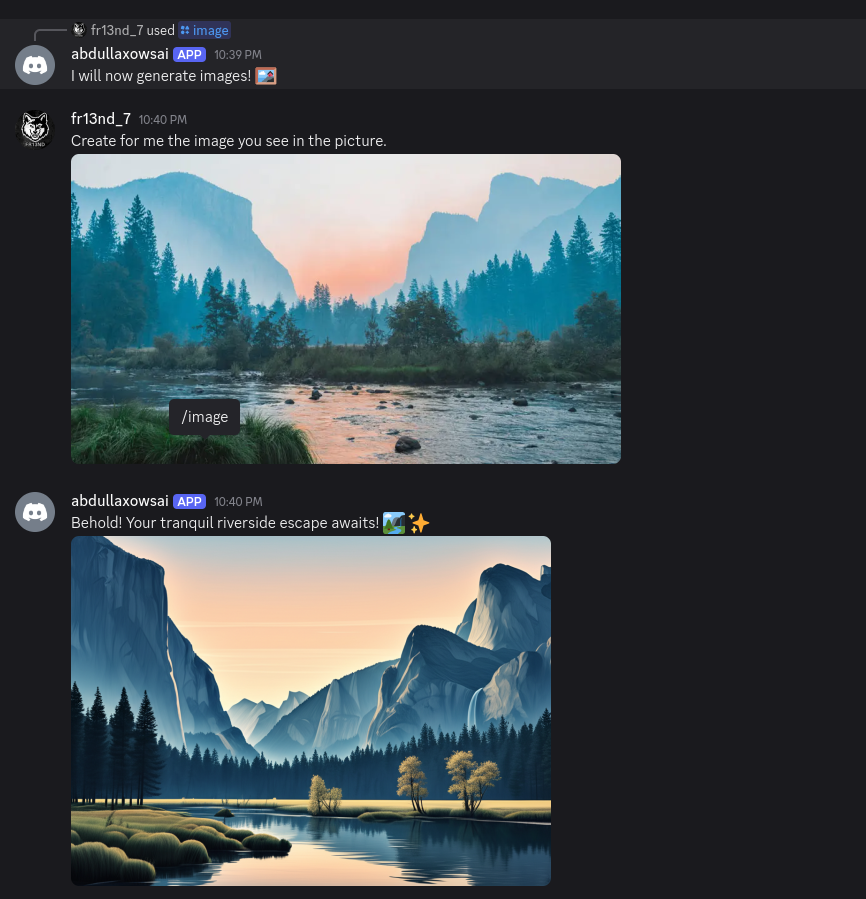 fr13nd_7 used image
abdullaxowsai APP 10:39 PM
I will now generate images!
fr13nd_7 10:40 PM
Create for me the image you see in the picture.
/image
abdullaxowsai APP 10:40 PM
Behold! Your tranquil riverside escape awaits!